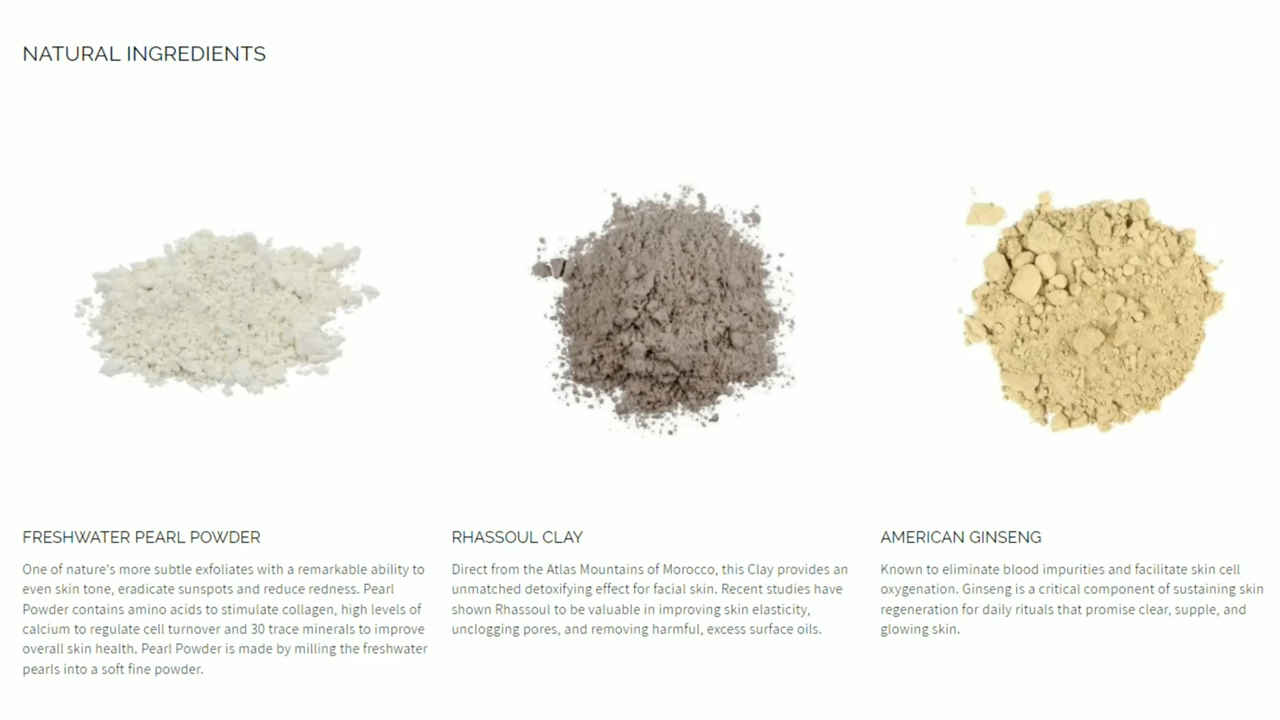 NATURAL INGREDIENTS
FRESHWATER PEARL POWDER
One of nature's more subtle exfoliates with a remarkable ability to
even skin tone, eradicate sunspots and reduce redness. Pearl
Powder contains amino acids to stimulate collagen, high levels of
calcium to regulate cell turnover and 30 trace minerals to improve
overall skin health. Pearl Powder is made by milling the freshwater
pearls into a soft fine powder.
RHASSOUL CLAY
Direct from the Atlas Mountains of Morocco, this Clay provides an
unmatched detoxifying effect for facial skin. Recent studies have
shown Rhassoul to be valuable in improving skin elasticity,
unclogging pores, and removing harmful, excess surface oils.
AMERICAN GINSENG
Known to eliminate blood impurities and facilitate skin cell
oxygenation. Ginseng is a critical component of sustaining skin
regeneration for daily rituals that promise clear, supple, and
glowing skin.